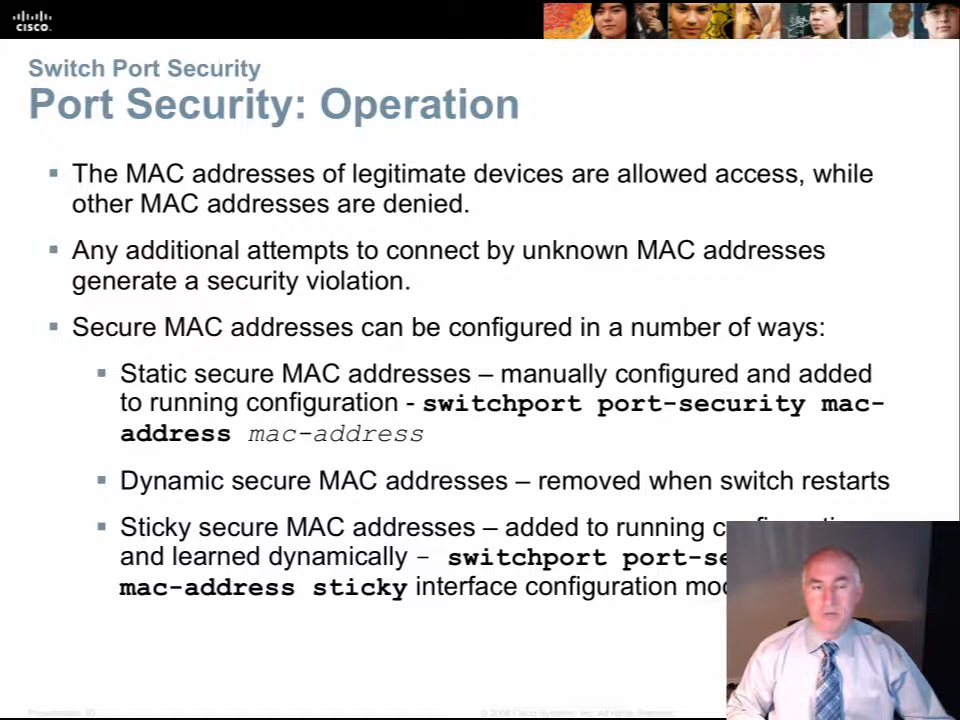 CISCO.
Switch Port Security
Port Security: Operation
The MAC addresses of legitimate devices are allowed access, while
other MAC addresses are denied.
Any additional attempts to connect by unknown MAC addresses
generate a security violation.
Secure MAC addresses can be configured in a number of ways:
Static secure MAC addresses – manually configured and added
to running configuration - switchport port-security mac-
address mac-address
Dynamic secure MAC addresses – removed when switch restarts
Sticky secure MAC addresses – added to running
and learned dynamically – switchport
mac-address sticky interface configuration